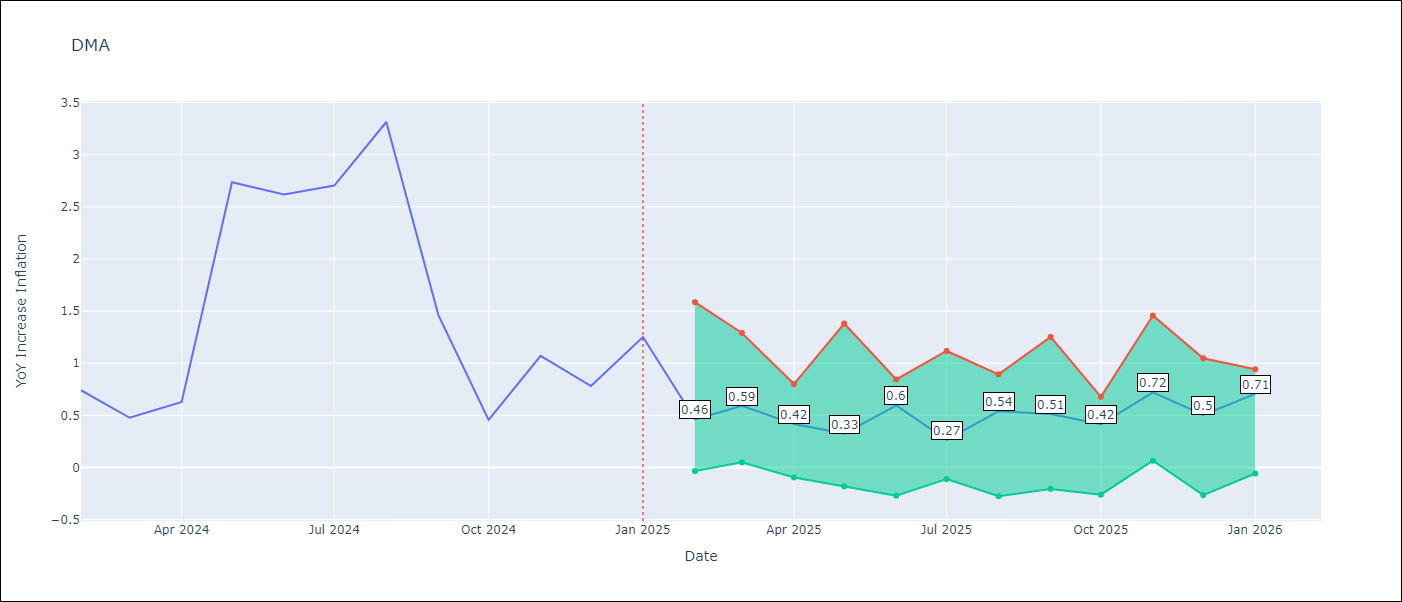 DMA
YoY Increase Inflation
3.5
3
2.5
2
1.5
1
0.5
0
−0.5
0.46
0.59
0.42
0.33
0.6
0.27
0.54
0.51
0.42
0.72
0.5
0.71
Apr 2024
Jul 2024
Oct 2024
Jan 2025
Apr 2025
Jul 2025
Oct 2025
Jan 2026
Date